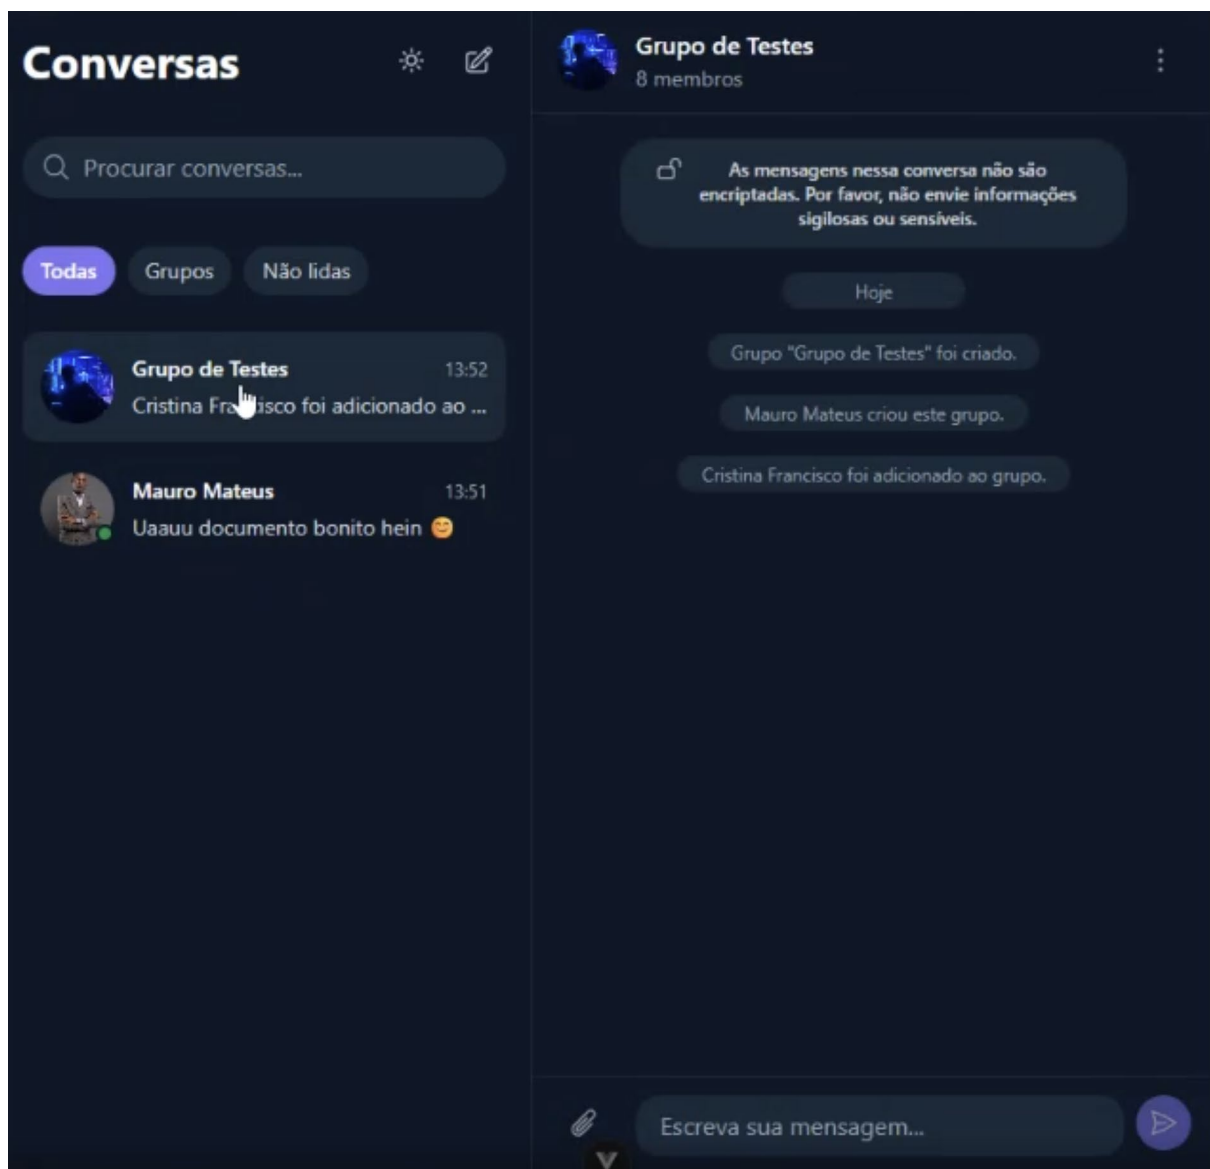 Conversas
Procurar conversas...
Todas
Grupos
Não lidas
Grupo de Testes
13:52
Cristina Francisco foi adicionado ao ...
Mauro Mateus
13:51
Uaauu documento bonito hein 😊
Grupo de Testes
8 membros
As mensagens nessa conversa não são
encriptadas. Por favor, não envie informações
sigilosas ou sensíveis.
Hoje
Grupo "Grupo de Testes" foi criado.
Mauro Mateus criou este grupo.
Cristina Francisco foi adicionado ao grupo.
Escreva sua mensagem...